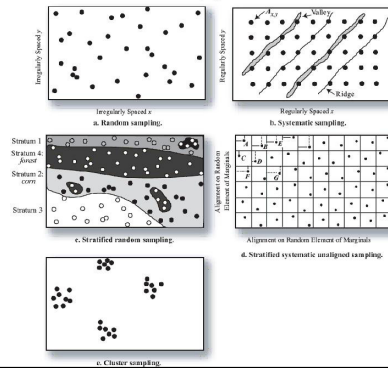 Irregularly Spaced y
Irregularly Spaced x
a. Random sampling.
A x,y
Valley
Regularly Spaced y
Ridge
Regularly Spaced x
b. Systematic sampling.
Stratum 1
Stratum 4:
forest
Stratum 2:
corn
Stratum 3
c. Stratified random sampling.
Alignment on Random
Element of Marginals
A
B
E
C
D
F
G
Alignment on Random Element of Marginals
d. Stratified systematic unaligned sampling.
e. Cluster sampling.